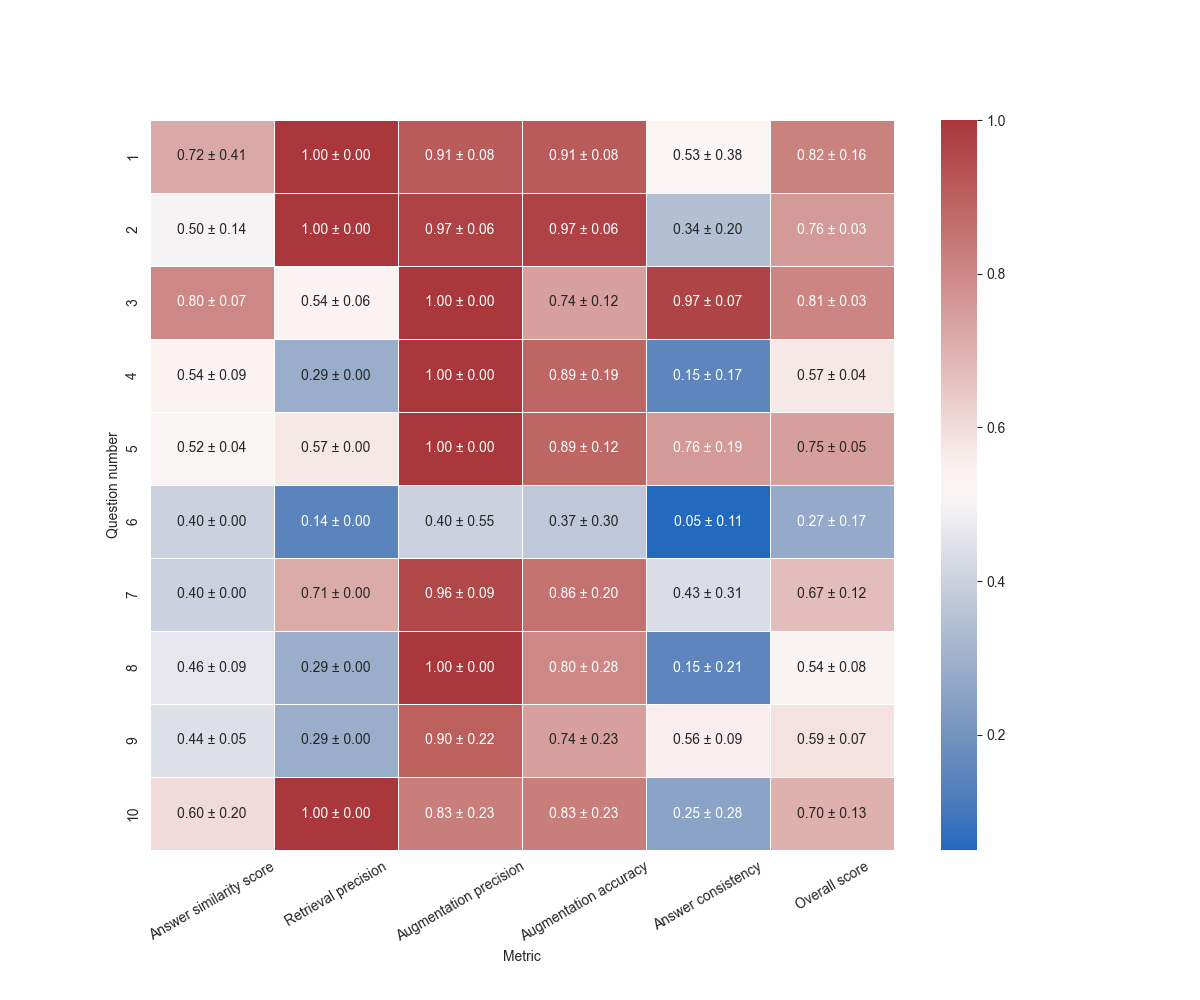 1 0.72 ± 0.41 1.00 ± 0.00 0.91 ± 0.08 0.91 ± 0.08 0.53 ± 0.38 0.82 ± 0.16
2 0.50 ± 0.14 1.00 ± 0.00 0.97 ± 0.06 0.97 ± 0.06 0.34 ± 0.20 0.76 ± 0.03
3 0.80 ± 0.07 0.54 ± 0.06 1.00 ± 0.00 0.74 ± 0.12 0.97 ± 0.07 0.81 ± 0.03
4 0.54 ± 0.09 0.29 ± 0.00 1.00 ± 0.00 0.89 ± 0.19 0.15 ± 0.17 0.57 ± 0.04
5 0.52 ± 0.04 0.57 ± 0.00 1.00 ± 0.00 0.89 ± 0.12 0.76 ± 0.19 0.75 ± 0.05
6 0.40 ± 0.00 0.14 ± 0.00 0.40 ± 0.55 0.37 ± 0.30 0.05 ± 0.11 0.27 ± 0.17
7 0.40 ± 0.00 0.71 ± 0.00 0.96 ± 0.09 0.86 ± 0.20 0.43 ± 0.31 0.67 ± 0.12
8 0.46 ± 0.09 0.29 ± 0.00 1.00 ± 0.00 0.80 ± 0.28 0.15 ± 0.21 0.54 ± 0.08
9 0.44 ± 0.05 0.29 ± 0.00 0.90 ± 0.22 0.74 ± 0.23 0.56 ± 0.09 0.59 ± 0.07
10 0.60 ± 0.20 1.00 ± 0.00 0.83 ± 0.23 0.83 ± 0.23 0.25 ± 0.28 0.70 ± 0.13
Question number
Answer similarity score
Retrieval precision
Augmentation precision
Augmentation accuracy
Answer consistency
Overall score
Metric
1.0
0.8
0.6
0.4
0.2